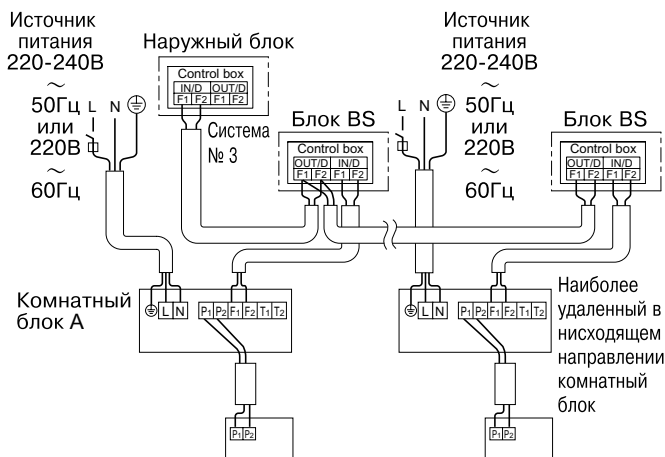 Источник
питания
220-240В
~
50Гц
или
220В
~
60Гц
L N
Наружный блок
Control box
IN/D OUT/D
F1 F2 F1 F2
Система
№ 3
Блок BS
Control box
OUT/D IN/D
F1 F2 F1 F2
Источник
питания
220-240В
~
50Гц
или
220В
~
60Гц
L N
Блок BS
Control box
OUT/D IN/D
F1 F2 F1 F2
Комнатный
блок А
L N
P1 P2 F1 F2 T1 T2
P1 P2
L N
P1 P2 F1 F2 T1 T2
P1 P2
Наиболее
удаленный в
нисходящем
направлении
комнатный
блок